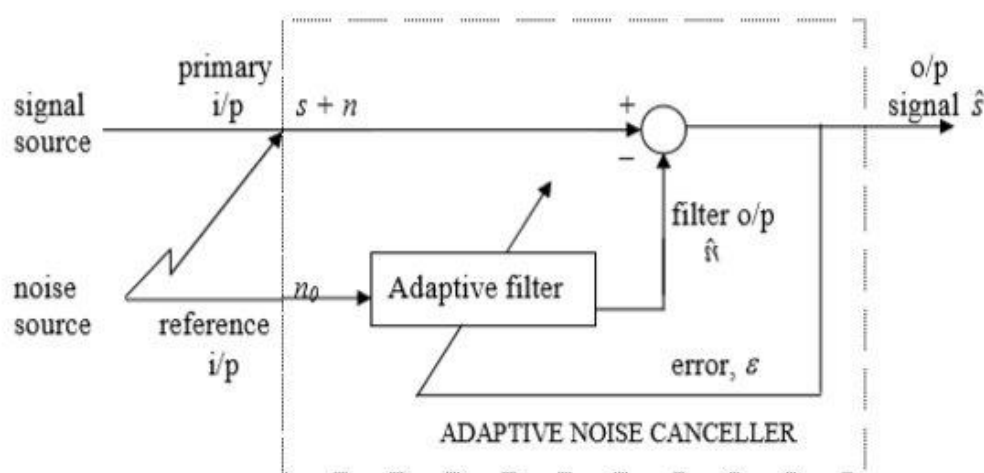 primary
i/p
o/p
signal ŝ
signal
source
s + n
+
−
filter o/p
noise
source
n₀
Adaptive filter
reference
i/p
error, ε
ADAPTIVE NOISE CANCELLER